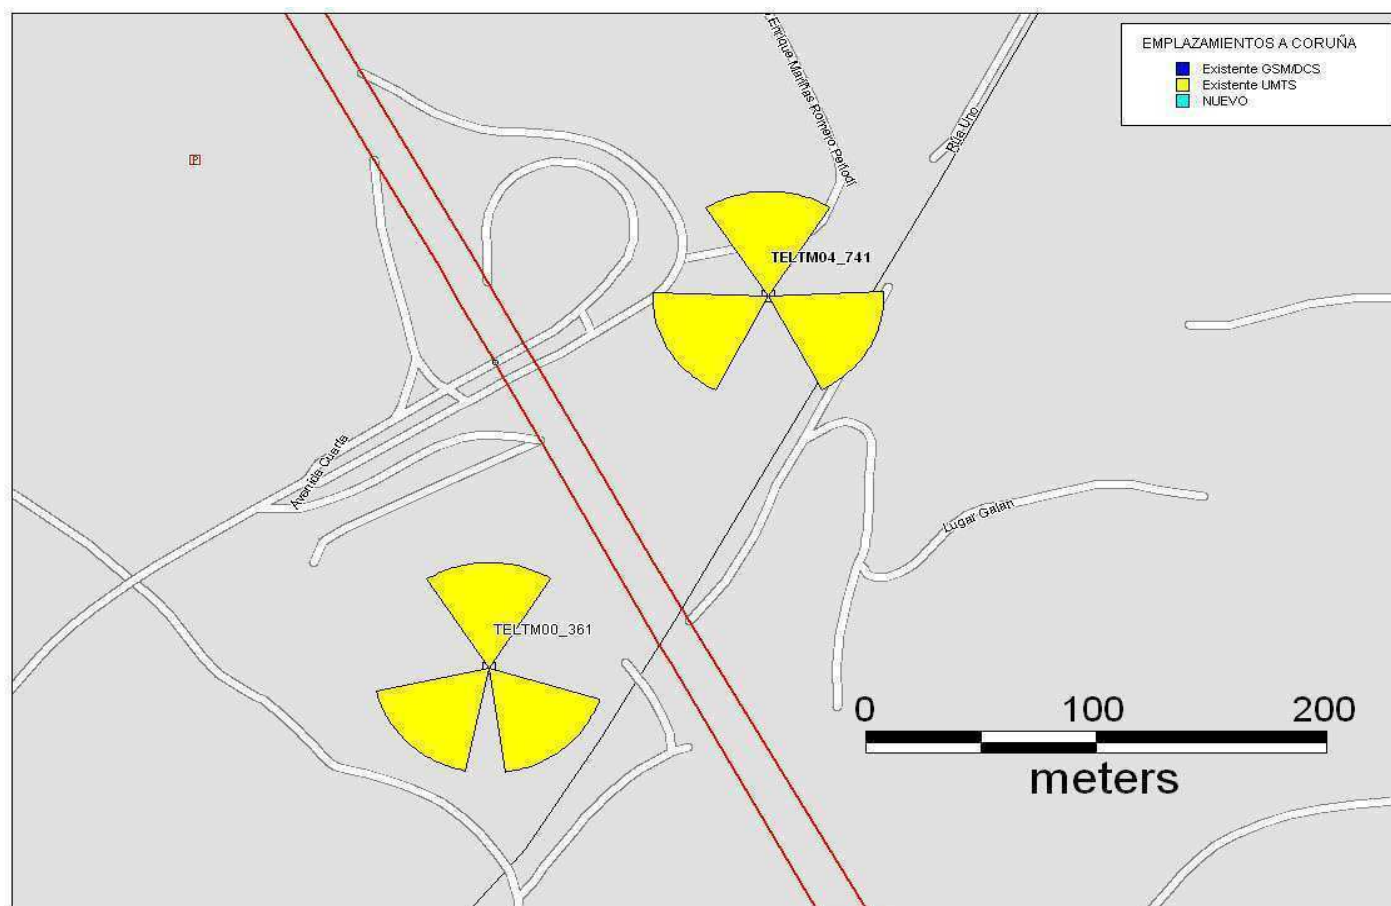 Enrique Mariñas Romero Periodi
Rua Uno
EMPLAZAMIENTOS A CORUÑA
Existente GSM/DCS
Existente UMTS
NUEVO
P
TELTM04_741
Avenida Cuarta
Lugar Galan
TELTM00_361
0 100 200
meters